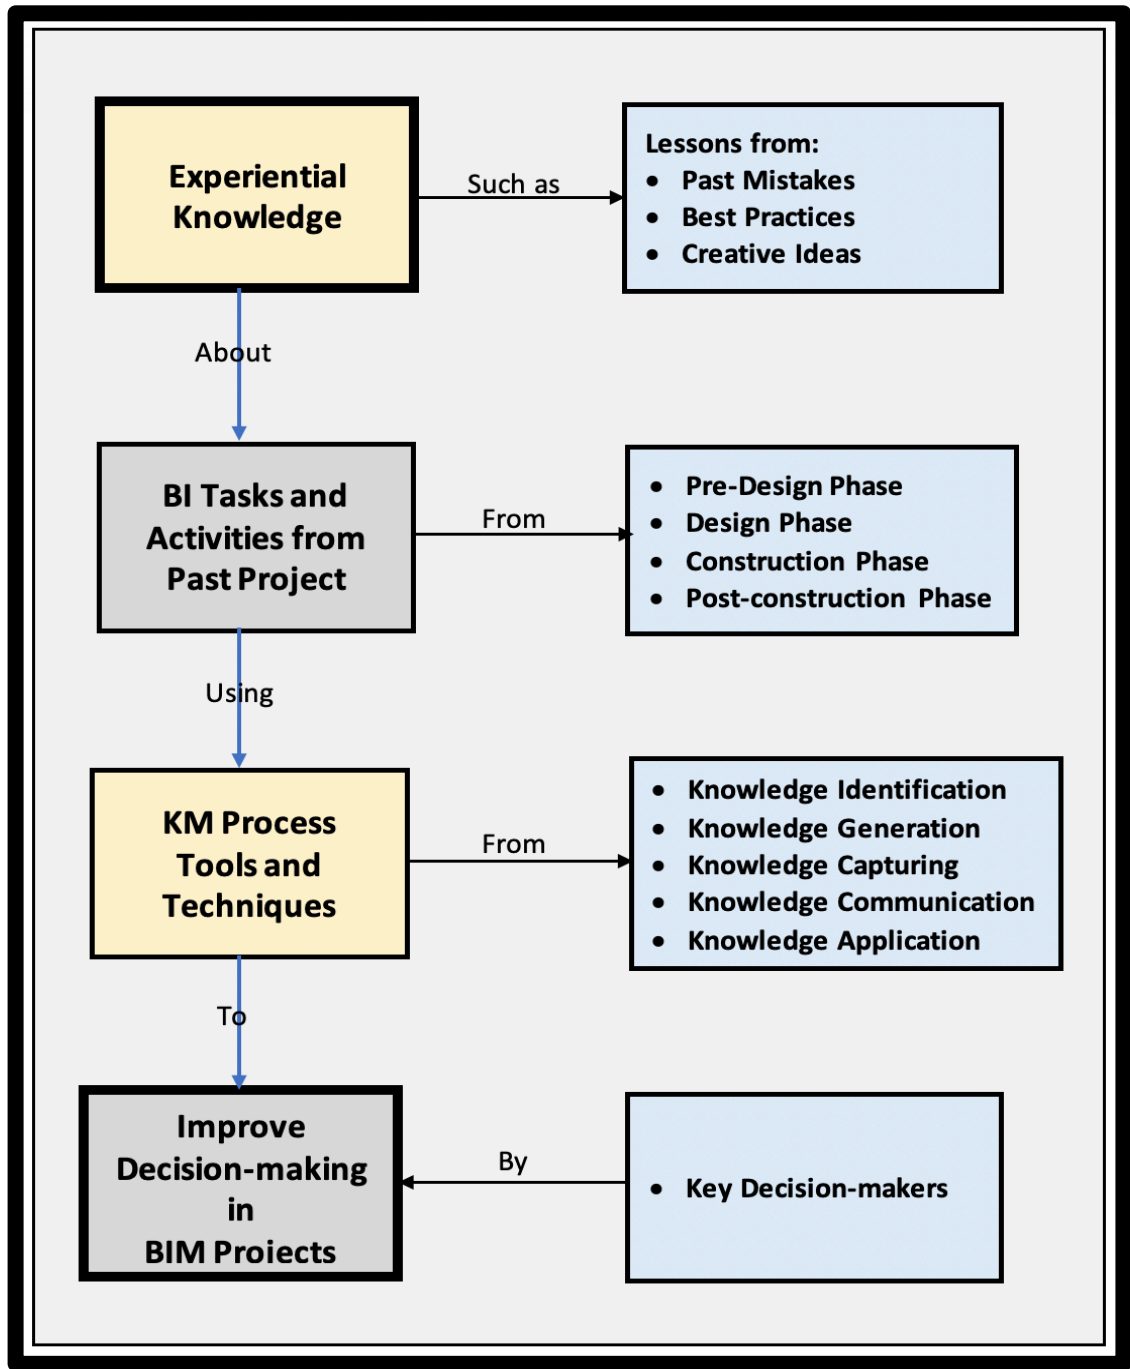 Experiential
Knowledge
Such as
Lessons from:
• Past Mistakes
• Best Practices
• Creative Ideas
About
BI Tasks and
Activities from
Past Project
From
• Pre-Design Phase
• Design Phase
• Construction Phase
• Post-construction Phase
Using
KM Process
Tools and
Techniques
From
• Knowledge Identification
• Knowledge Generation
• Knowledge Capturing
• Knowledge Communication
• Knowledge Application
To
Improve
Decision-making
in
BIM Projects
By
• Key Decision-makers